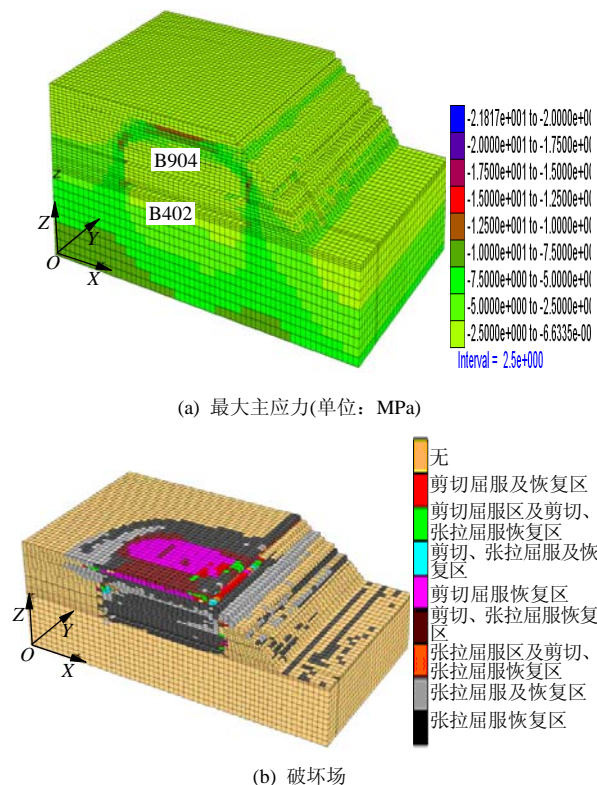 B904
B402
z
Z
Y
O
X
-2.1817e+001 to -2.0000e+0(
-2.0000e+001 to -1.7500e+0(
-1.7500e+001 to -1.5000e+0(
-1.5000e+001 to -1.2500e+0(
-1.2500e+001 to -1.0000e+0(
-1.0000e+001 to -7.5000e+0(
-7.5000e+000 to -5.0000e+0(
-5.0000e+000 to -2.5000e+0(
-2.5000e+000 to -6.6335e-00
Interval = 2.5e+000
(a) 最大主应力(单位：MPa)
Z
Y
O
X
无
剪切屈服及恢复区
剪切屈服区及剪切、
张拉屈服恢复区
剪切、张拉屈服及恢
复区
剪切屈服恢复区
剪切、张拉屈服恢复
区
张拉屈服区及剪切、
张拉屈服恢复区
张拉屈服及恢复区
张拉屈服恢复区
(b) 破坏场